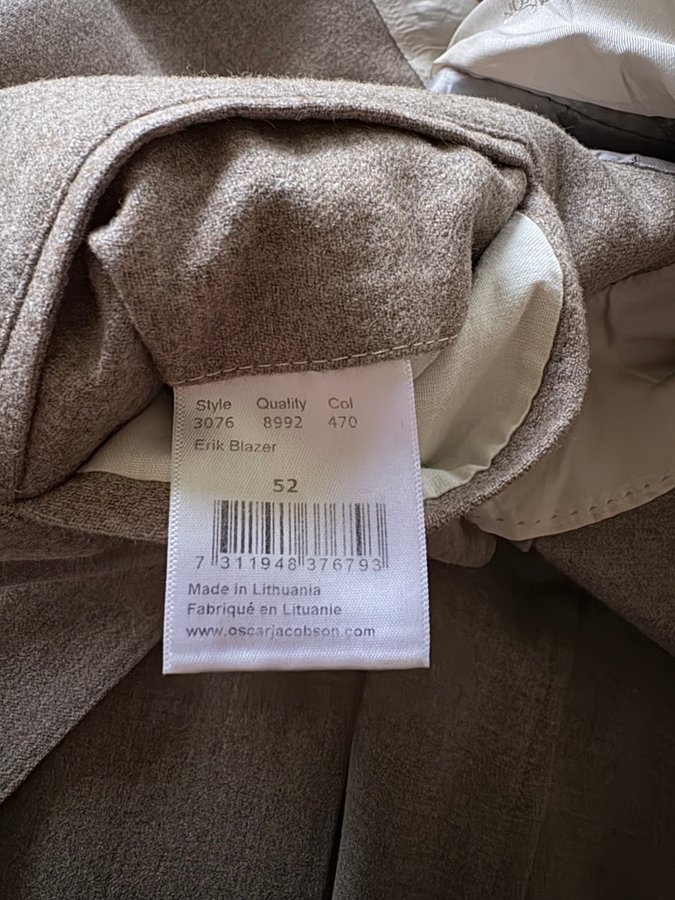 Style Quality Col
3076 8992 470
Erik Blazer
52
7 311948 376793
Made in Lithuania
Fabriqué en Lituanie
www.oscarjacobson.com